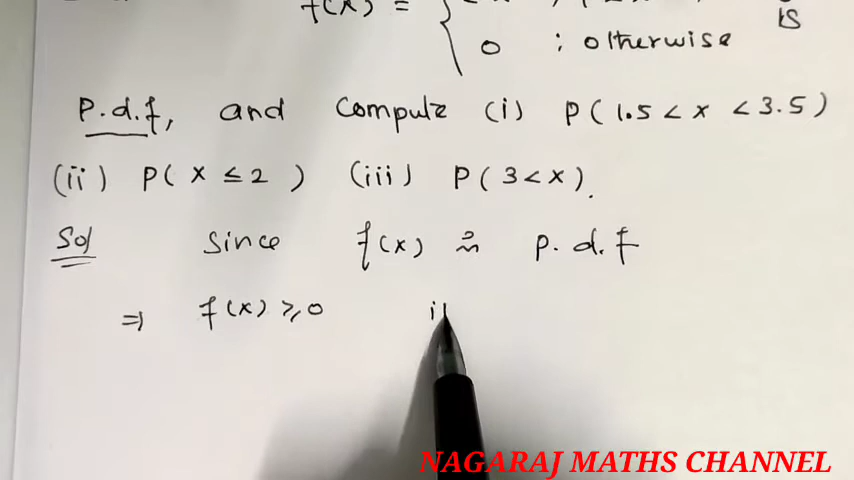 f(x) =
is
0 ; otherwise
P.d.f, and compute (i) P( 1.5 < x < 3.5 )
(ii) P( x ≤ 2 ) (iii) P( 3 < x ).
Sol Since f(x) is p.d.f
⇒ f(x) ≥ 0
NAGARAJ MATHS CHANNEL